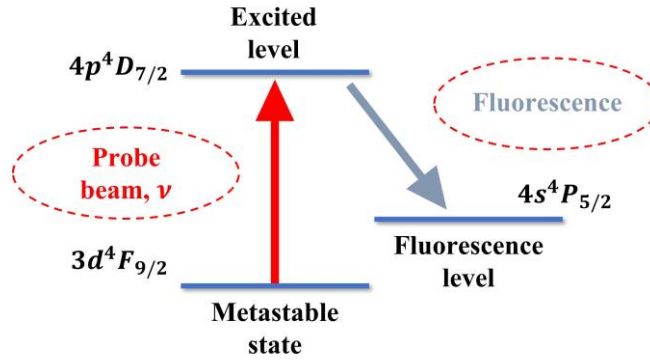 Excited
level
4p⁴D₇/₂
Fluorescence
Probe
beam, ν
4s⁴P₅/₂
3d⁴F₉/₂
Fluorescence
level
Metastable
state